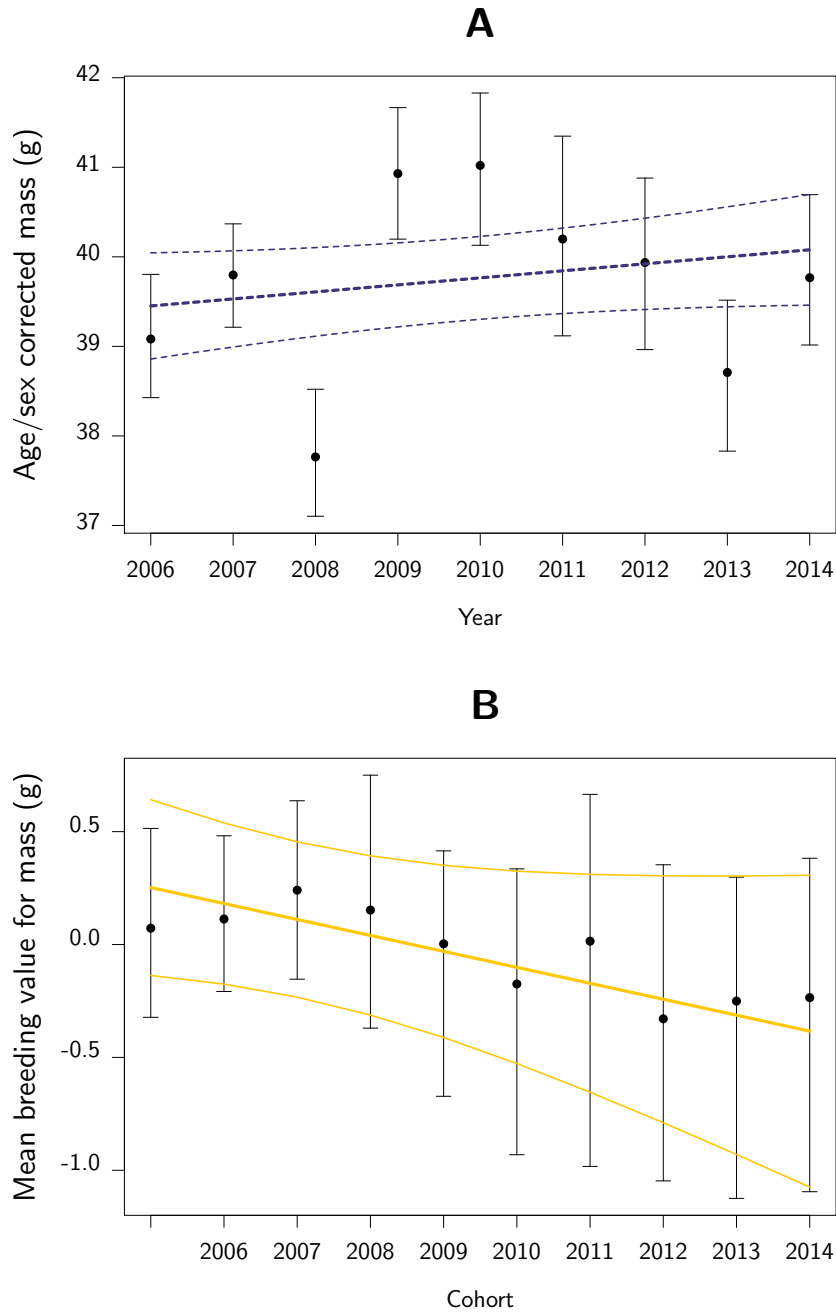 A
Age/sex corrected mass (g)
42
41
40
39
38
37
2006 2007 2008 2009 2010 2011 2012 2013 2014
Year
B
Mean breeding value for mass (g)
0.5
0.0
-0.5
-1.0
2006 2007 2008 2009 2010 2011 2012 2013 2014
Cohort